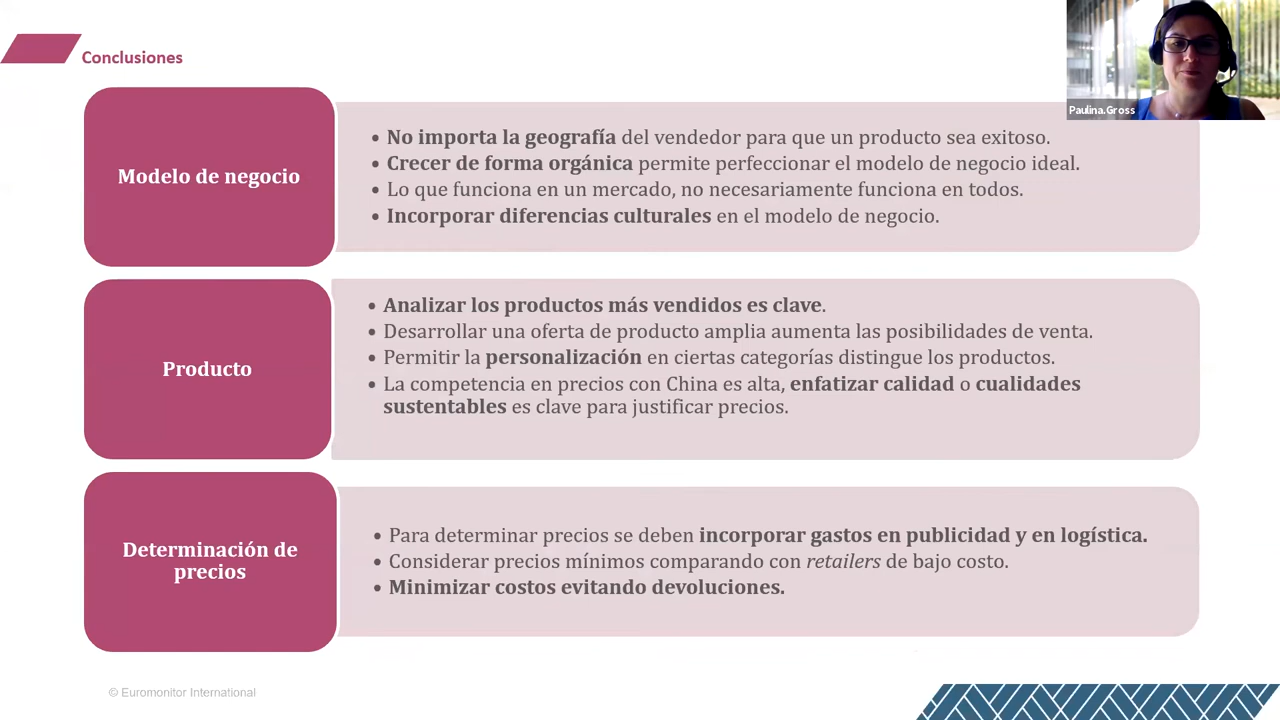 Conclusiones
Paulina.Gross
Modelo de negocio
• No importa la geografía del vendedor para que un producto sea exitoso.
• Crecer de forma orgánica permite perfeccionar el modelo de negocio ideal.
• Lo que funciona en un mercado, no necesariamente funciona en todos.
• Incorporar diferencias culturales en el modelo de negocio.
Producto
• Analizar los productos más vendidos es clave.
• Desarrollar una oferta de producto amplia aumenta las posibilidades de venta.
• Permitir la personalización en ciertas categorías distingue los productos.
• La competencia en precios con China es alta, enfatizar calidad o cualidades
sustentables es clave para justificar precios.
Determinación de
precios
• Para determinar precios se deben incorporar gastos en publicidad y en logística.
• Considerar precios mínimos comparando con retailers de bajo costo.
• Minimizar costos evitando devoluciones.
© Euromonitor International